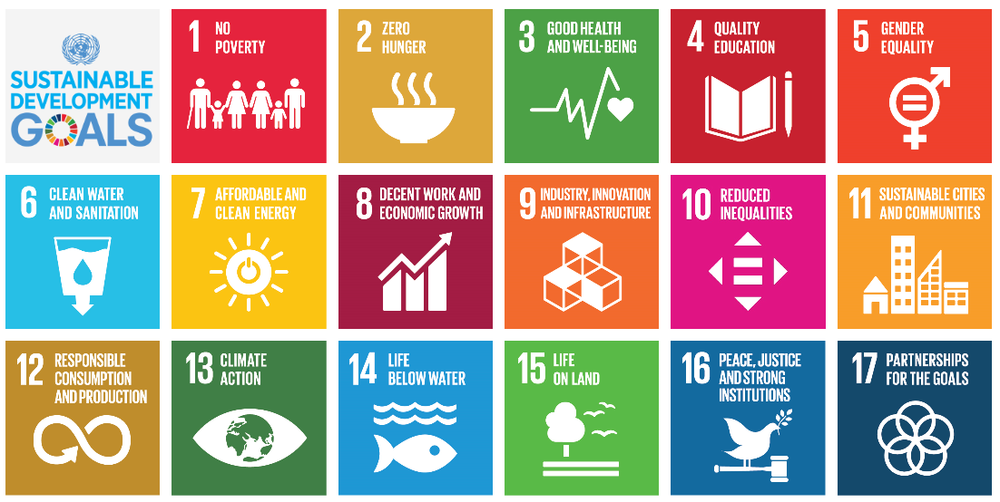 SUSTAINABLE
DEVELOPMENT
GOALS
1 NO
POVERTY
2 ZERO
HUNGER
3 GOOD HEALTH
AND WELL-BEING
4 QUALITY
EDUCATION
5 GENDER
EQUALITY
6 CLEAN WATER
AND SANITATION
7 AFFORDABLE AND
CLEAN ENERGY
8 DECENT WORK AND
ECONOMIC GROWTH
9 INDUSTRY, INNOVATION
AND INFRASTRUCTURE
10 REDUCED
INEQUALITIES
11 SUSTAINABLE CITIES
AND COMMUNITIES
12 RESPONSIBLE
CONSUMPTION
AND PRODUCTION
13 CLIMATE
ACTION
14 LIFE
BELOW WATER
15 LIFE
ON LAND
16 PEACE, JUSTICE
AND STRONG
INSTITUTIONS
17 PARTNERSHIPS
FOR THE GOALS